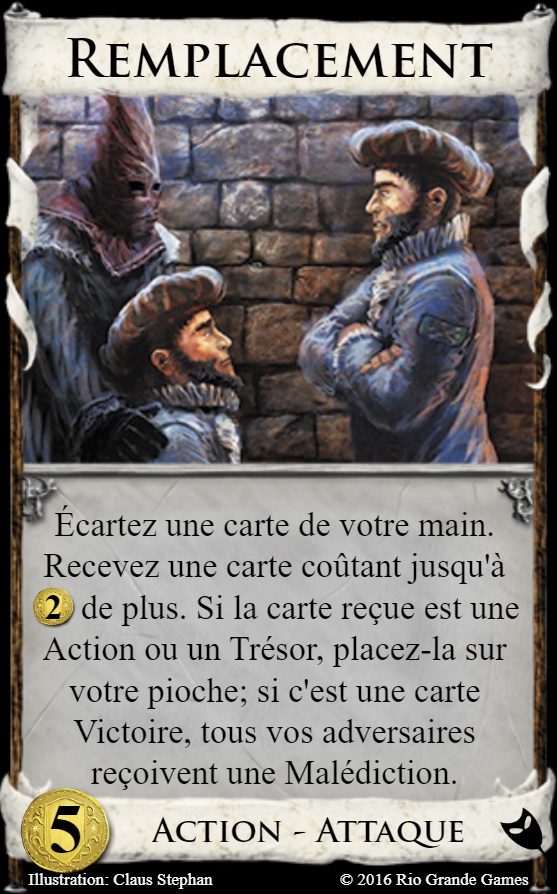 Remplacement
Écartez une carte de votre main.
Recevez une carte coûtant jusqu'à
2 de plus. Si la carte reçue est une
Action ou un Trésor, placez-la sur
votre pioche; si c'est une carte
Victoire, tous vos adversaires
reçoivent une Malédiction.
5 Action - Attaque
Illustration: Claus Stephan © 2016 Rio Grande Games